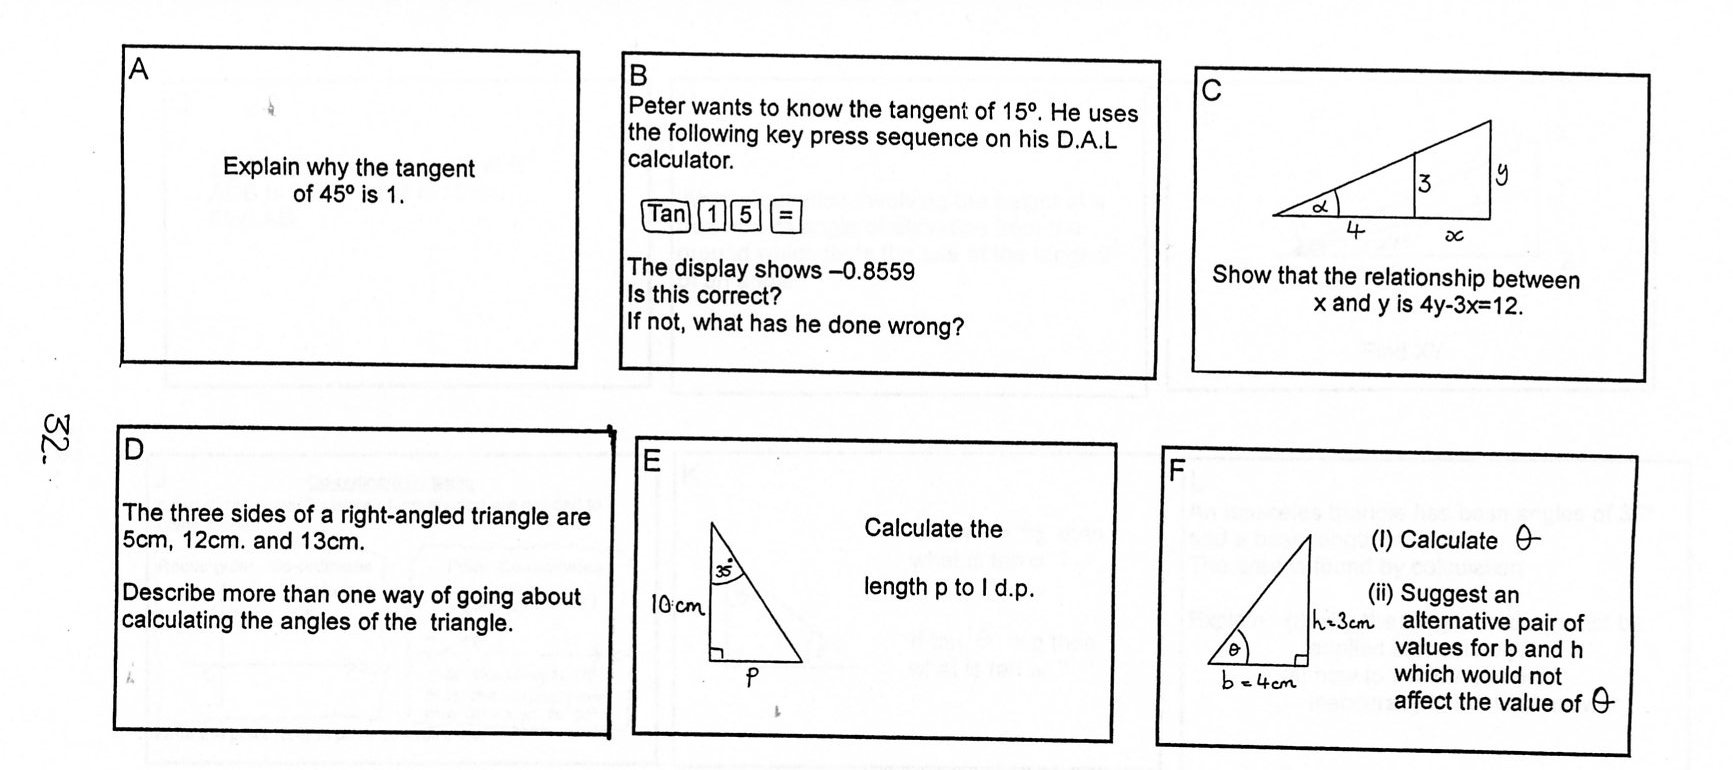 A
Explain why the tangent
of 45º is 1.
B
Peter wants to know the tangent of 15º. He uses
the following key press sequence on his D.A.L
calculator.
Tan 1 5 =
The display shows –0.8559
Is this correct?
If not, what has he done wrong?
C
3
y
α
4
x
Show that the relationship between
x and y is 4y-3x=12.
32.
D
The three sides of a right-angled triangle are
5cm, 12cm. and 13cm.
Describe more than one way of going about
calculating the angles of the triangle.
E
35°
10cm
p
Calculate the
length p to I d.p.
F
h=3cm
θ
b=4cm
(I) Calculate θ
(ii) Suggest an
alternative pair of
values for b and h
which would not
affect the value of θ